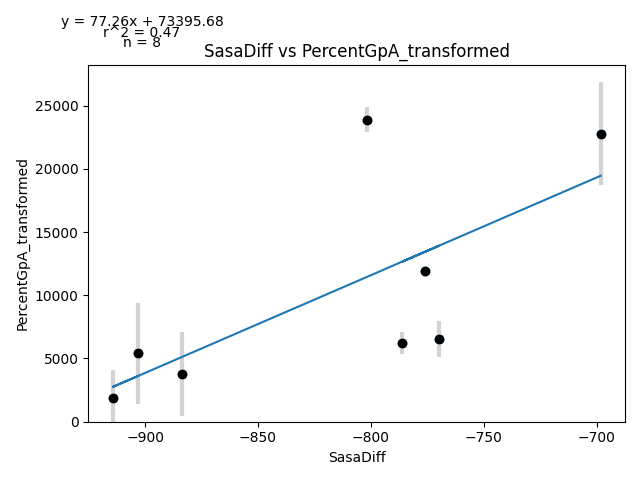 y = 77.26x + 73395.68
r^2 = 0.47
n = 8
SasaDiff vs PercentGpA_transformed
PercentGpA_transformed
25000
20000
15000
10000
5000
0
−900
−850
−800
−750
−700
SasaDiff